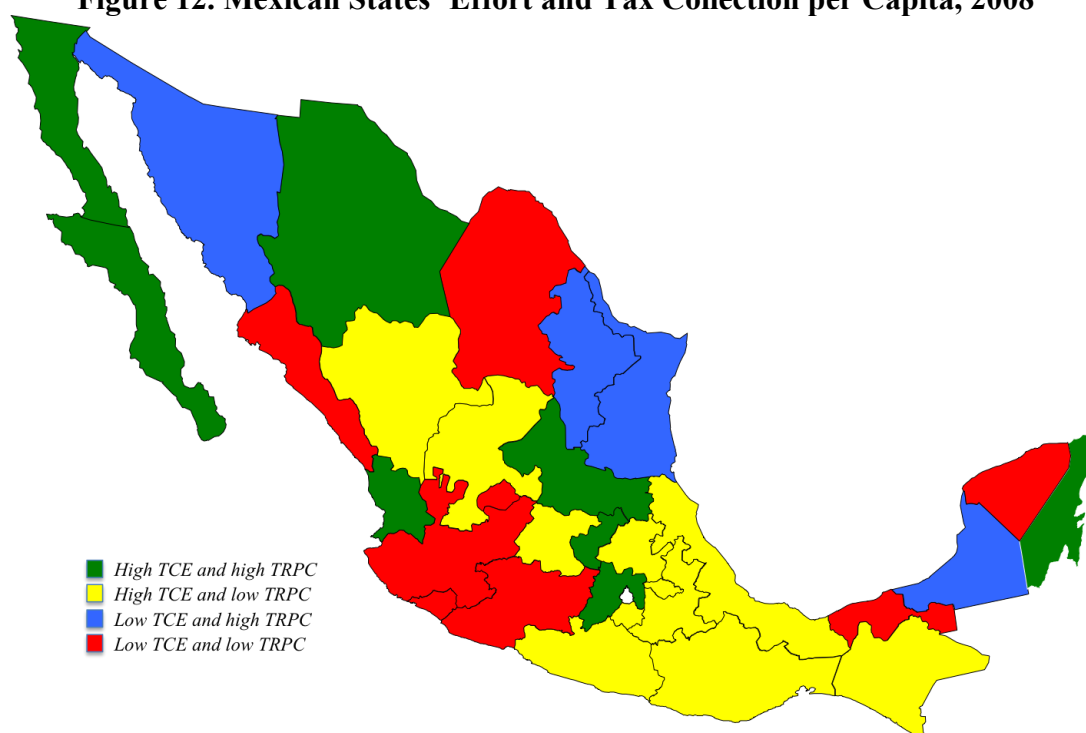 Figure 12: Mexican States' Effort and Tax Collection per Capita, 2008
High TCE and high TRPC
High TCE and low TRPC
Low TCE and high TRPC
Low TCE and low TRPC